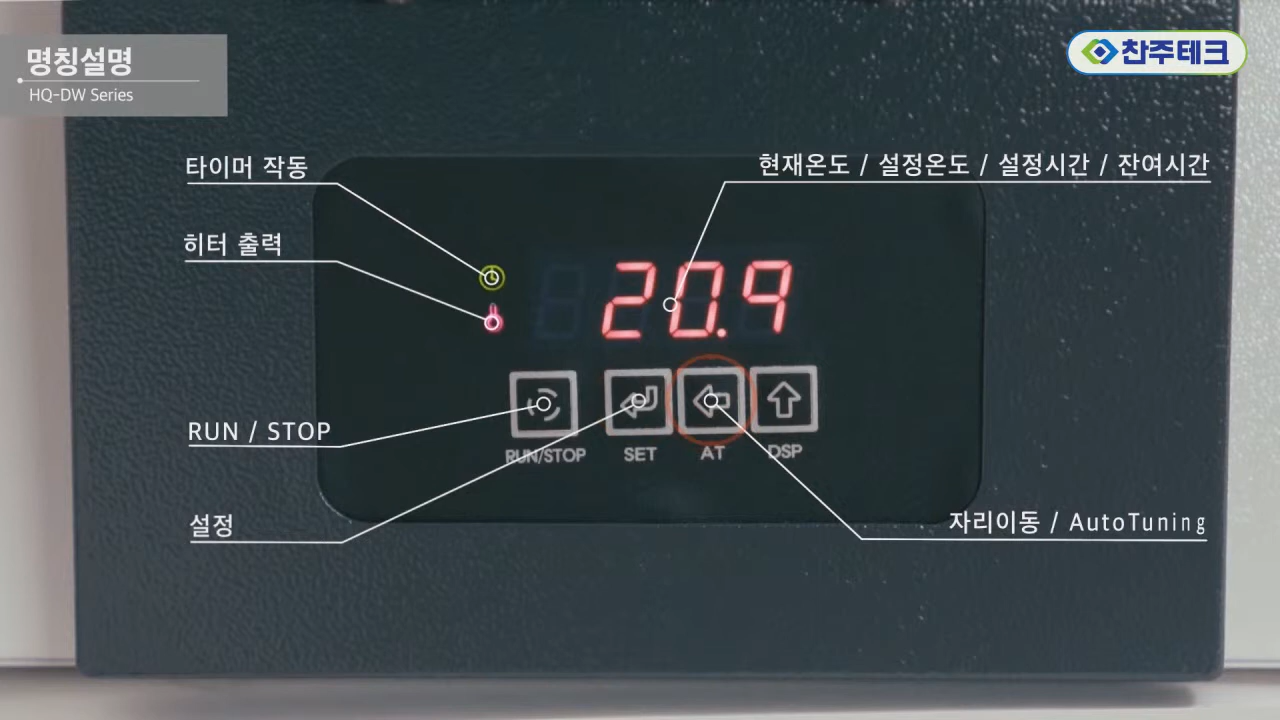 명칭설명
HQ-DW Series
찬주테크
타이머 작동
현재온도 / 설정온도 / 설정시간 / 잔여시간
히터 출력
20.9
RUN / STOP
RUN/STOP
SET
AT
DSP
설정
자리이동 / AutoTuning